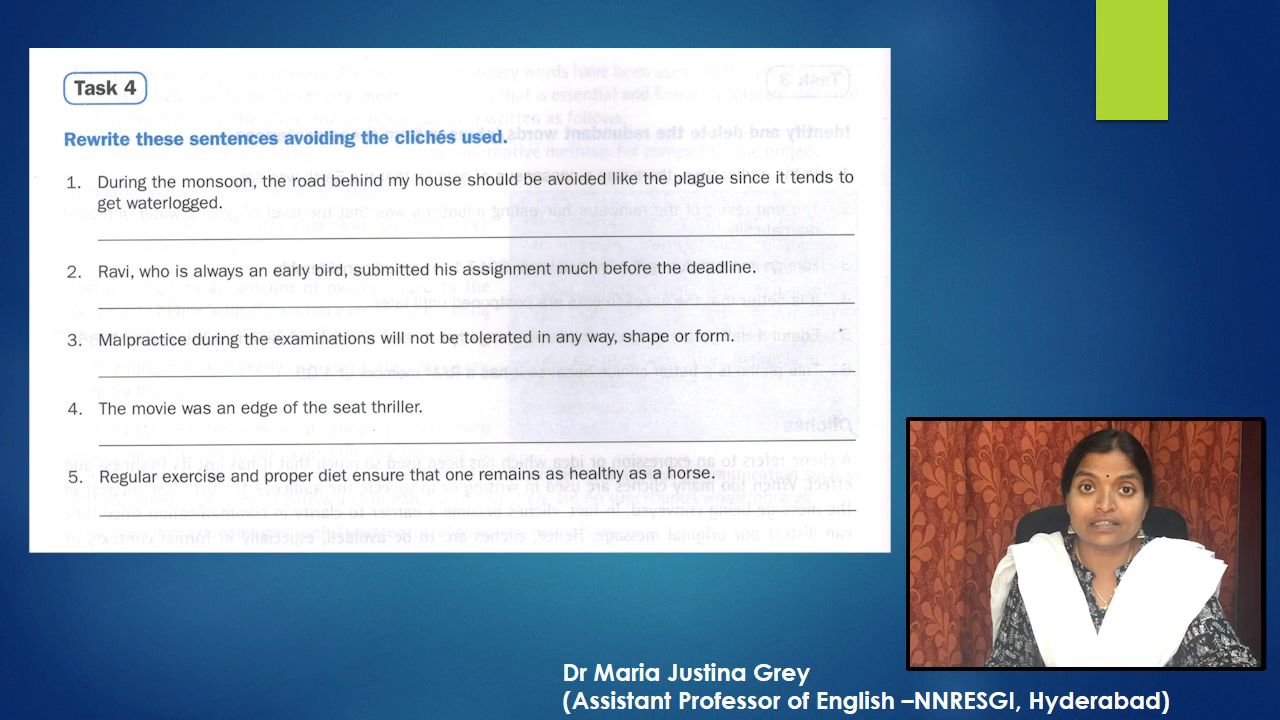 Task 4
Rewrite these sentences avoiding the clichés used.
1. During the monsoon, the road behind my house should be avoided like the plague since it tends to
get waterlogged.
2. Ravi, who is always an early bird, submitted his assignment much before the deadline.
3. Malpractice during the examinations will not be tolerated in any way, shape or form.
4. The movie was an edge of the seat thriller.
5. Regular exercise and proper diet ensure that one remains as healthy as a horse.
Dr Maria Justina Grey
(Assistant Professor of English –NNRESGI, Hyderabad)